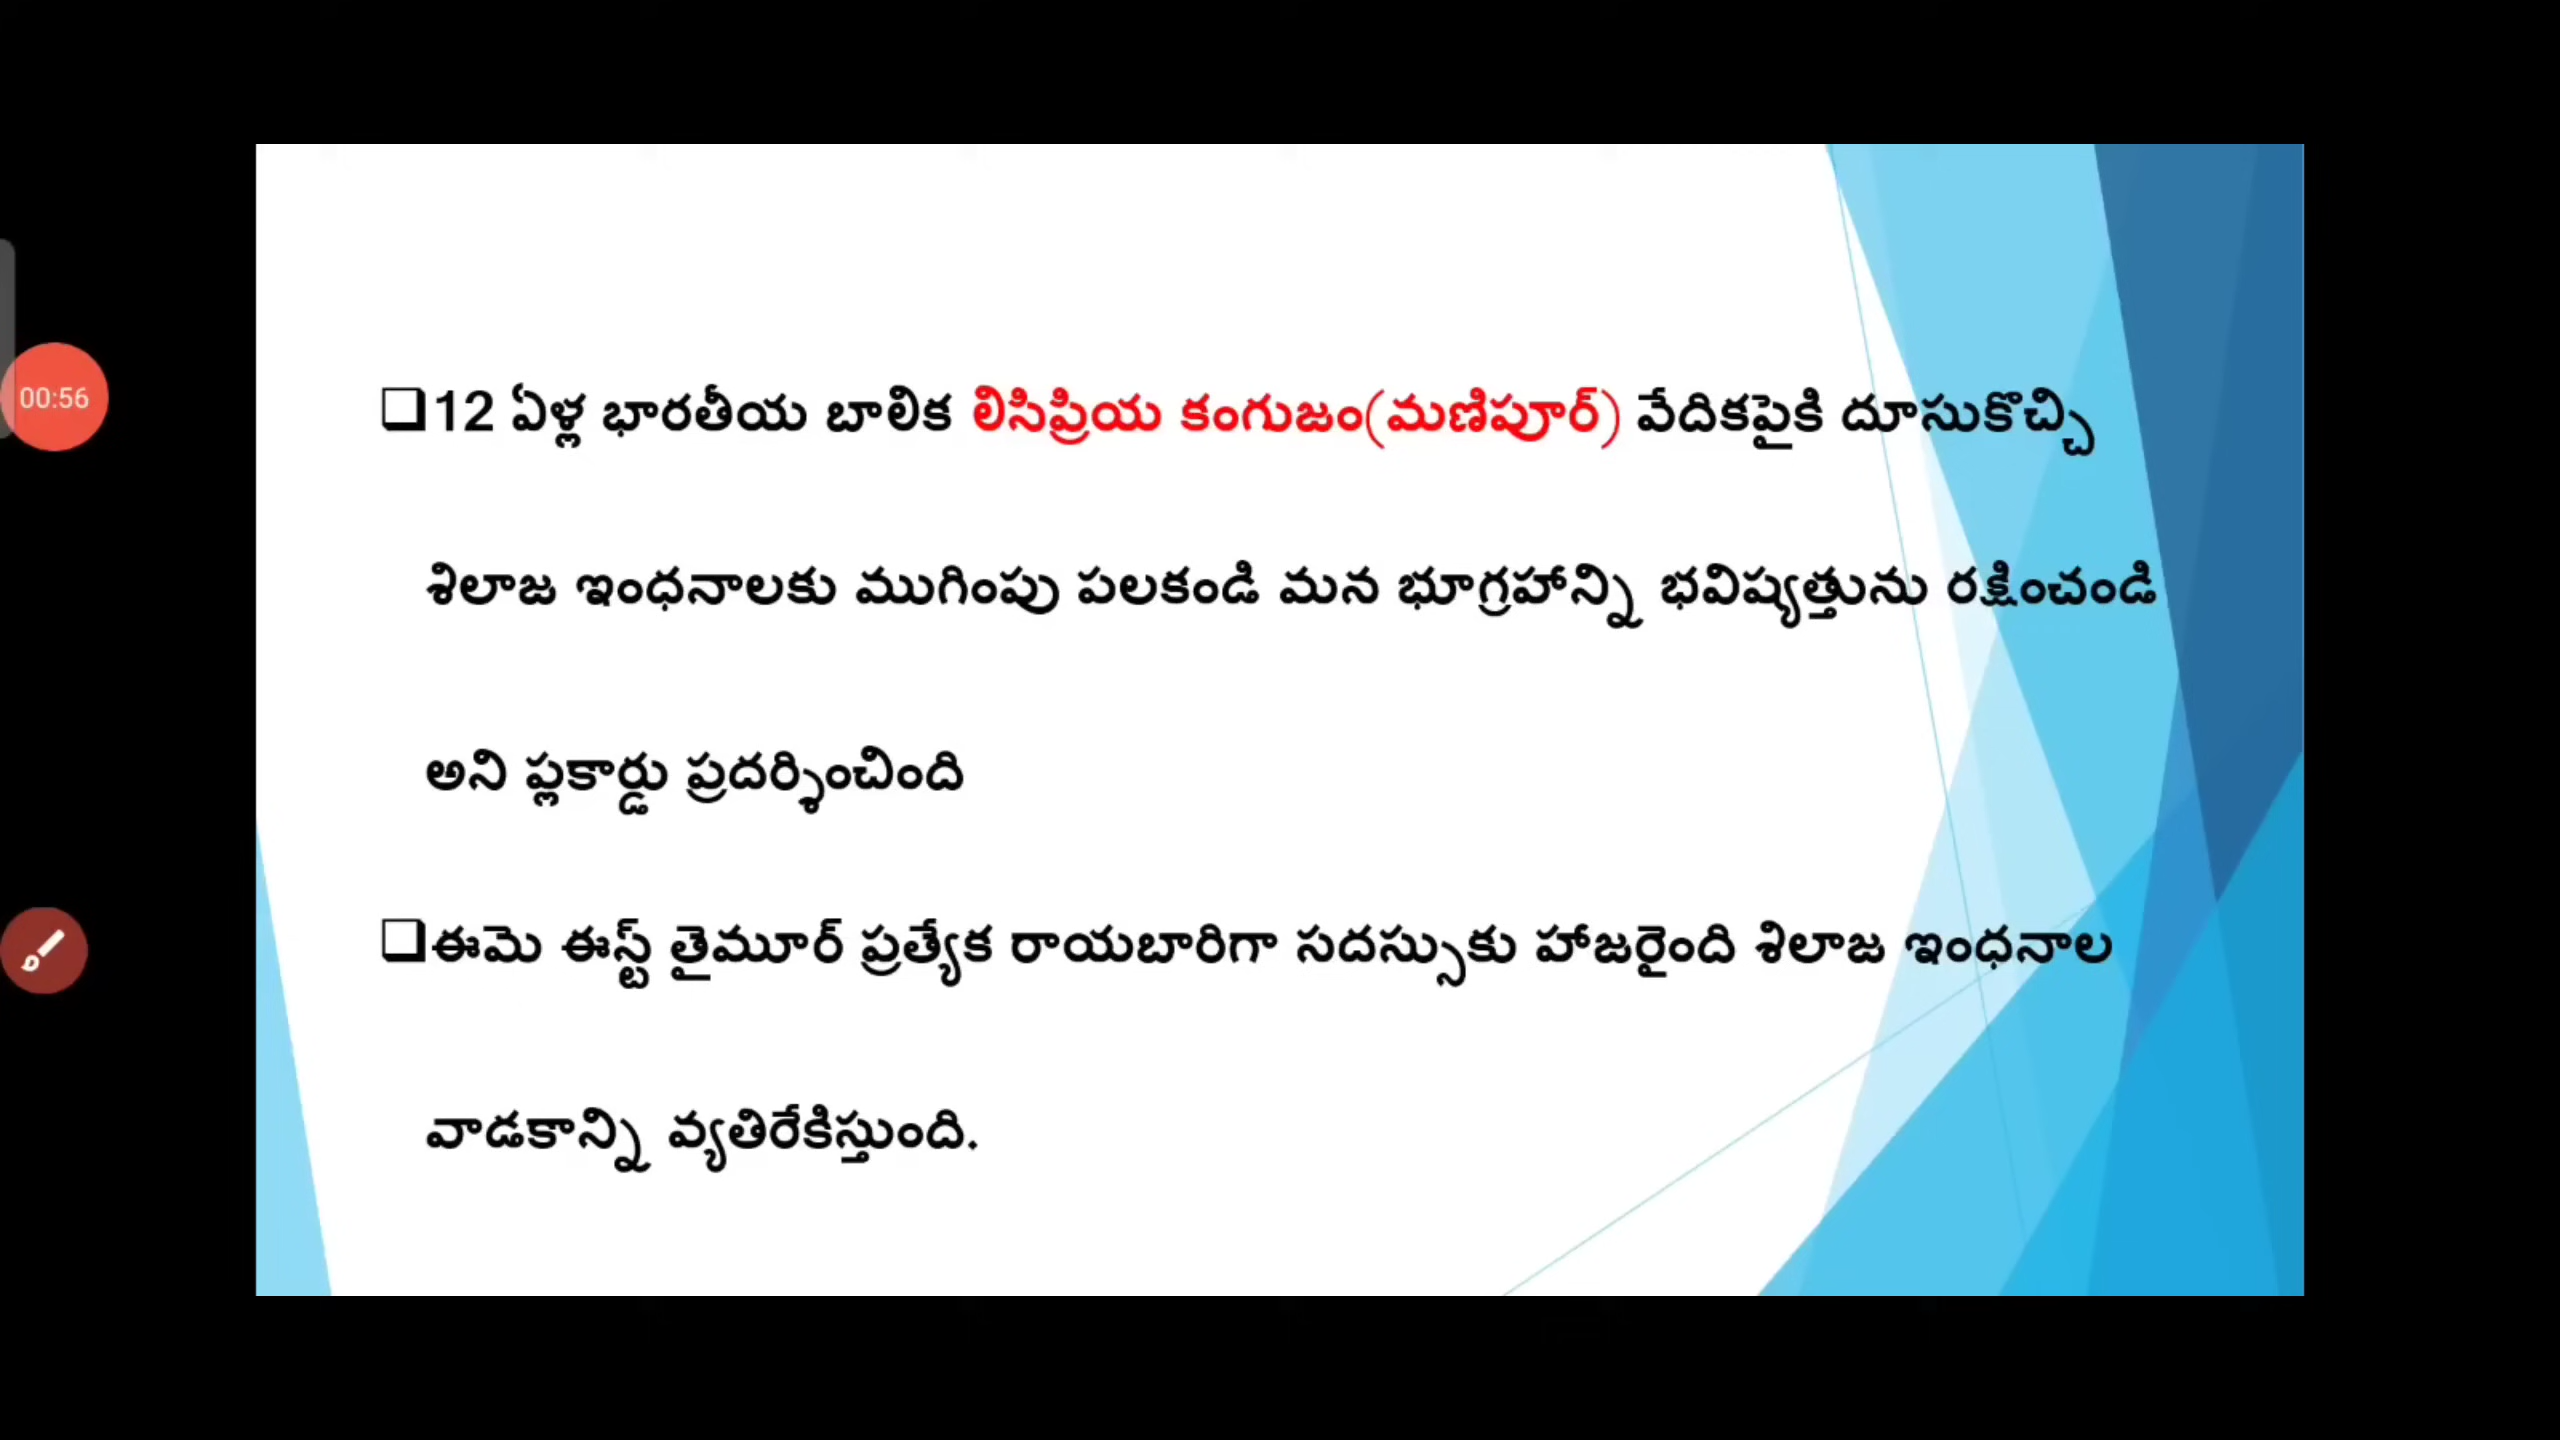 00:56
❑12 ఏళ్ల భారతీయ బాలిక లిసిప్రియ కంగుజం(మణిపూర్) వేదికపైకి దూసుకొచ్చి
శిలాజ ఇంధనాలకు ముగింపు పలకండి మన భూగ్రహాన్ని భవిష్యత్తును రక్షించండి
అని ప్లకార్డు ప్రదర్శించింది
❑ఈమె ఈస్ట్ తైమూర్ ప్రత్యేక రాయబారిగా సదస్సుకు హాజరైంది శిలాజ ఇంధనాల
వాడకాన్ని వ్యతిరేకిస్తుంది.